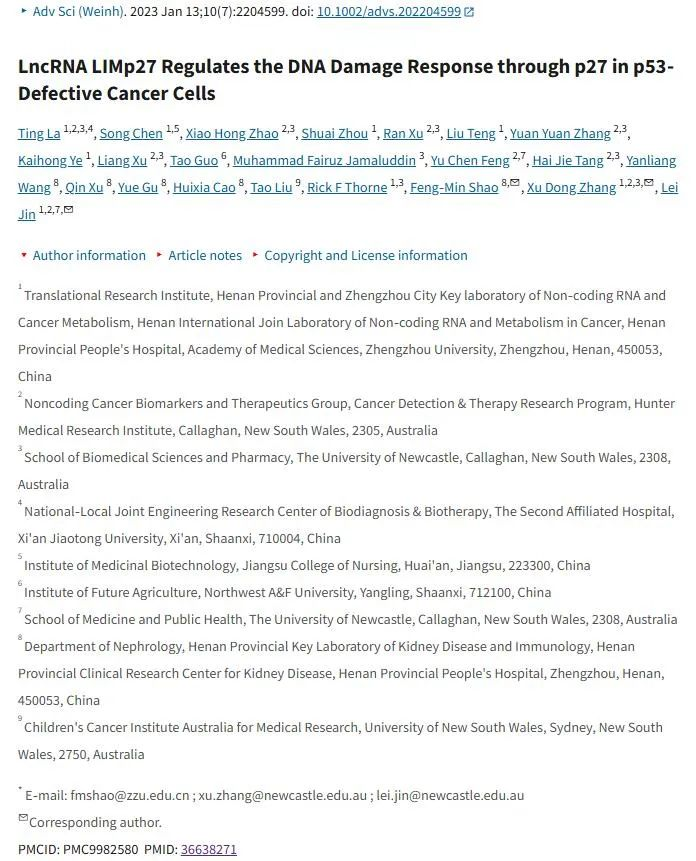 Adv Sci (Weinh). 2023 Jan 13;10(7):2204599. doi: 10.1002/advs.202204599
LncRNA LIMp27 Regulates the DNA Damage Response through p27 in p53-
Defective Cancer Cells
Ting La 1,2,3,4, Song Chen 1,5, Xiao Hong Zhao 2,3, Shuai Zhou 1, Ran Xu 2,3, Liu Teng 1, Yuan Yuan Zhang 2,3,
Kaihong Ye 1, Liang Xu 2,3, Tao Guo 6, Muhammad Fairuz Jamaluddin 3, Yu Chen Feng 2,7, Hai Jie Tang 2,3, Yanliang
Wang 8, Qin Xu 8, Yue Gu 8, Huixia Cao 8, Tao Liu 9, Rick F Thorne 1,3, Feng-Min Shao 8,✉, Xu Dong Zhang 1,2,3,✉, Lei
Jin 1,2,7,✉
Author information Article notes Copyright and License information
1 Translational Research Institute, Henan Provincial and Zhengzhou City Key laboratory of Non-coding RNA and
Cancer Metabolism, Henan International Join Laboratory of Non-coding RNA and Metabolism in Cancer, Henan
Provincial People's Hospital, Academy of Medical Sciences, Zhengzhou University, Zhengzhou, Henan, 450053,
China
2 Noncoding Cancer Biomarkers and Therapeutics Group, Cancer Detection & Therapy Research Program, Hunter
Medical Research Institute, Callaghan, New South Wales, 2305, Australia
3 School of Biomedical Sciences and Pharmacy, The University of Newcastle, Callaghan, New South Wales, 2308,
Australia
4 National-Local Joint Engineering Research Center of Biodiagnosis & Biotherapy, The Second Affiliated Hospital,
Xi'an Jiaotong University, Xi'an, Shaanxi, 710004, China
5 Institute of Medicinal Biotechnology, Jiangsu College of Nursing, Huai'an, Jiangsu, 223300, China
6 Institute of Future Agriculture, Northwest A&F University, Yangling, Shaanxi, 712100, China
7 School of Medicine and Public Health, The University of Newcastle, Callaghan, New South Wales, 2308, Australia
8 Department of Nephrology, Henan Provincial Key Laboratory of Kidney Disease and Immunology, Henan
Provincial Clinical Research Center for Kidney Disease, Henan Provincial People's Hospital, Zhengzhou, Henan,
450053, China
9 Children's Cancer Institute Australia for Medical Research, University of New South Wales, Sydney, New South
Wales, 2750, Australia
* E-mail: fmshao@zzu.edu.cn ; xu.zhang@newcastle.edu.au ; lei.jin@newcastle.edu.au
✉Corresponding author.
PMCID: PMC9982580 PMID: 36638271